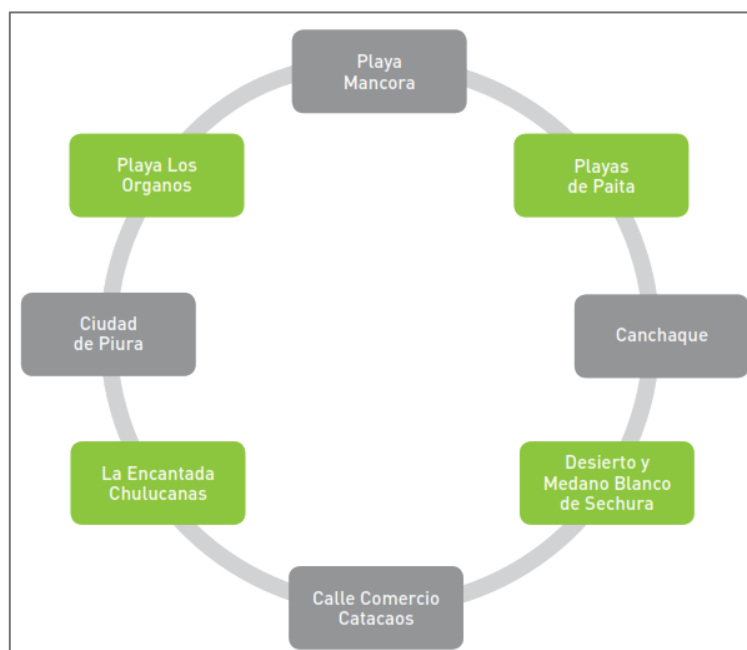 Playa
Mancora
Playa Los
Organos
Playas
de Paita
Ciudad
de Piura
Canchaque
La Encantada
Chulucanas
Desierto y
Medano Blanco
de Sechura
Calle Comercio
Catacaos